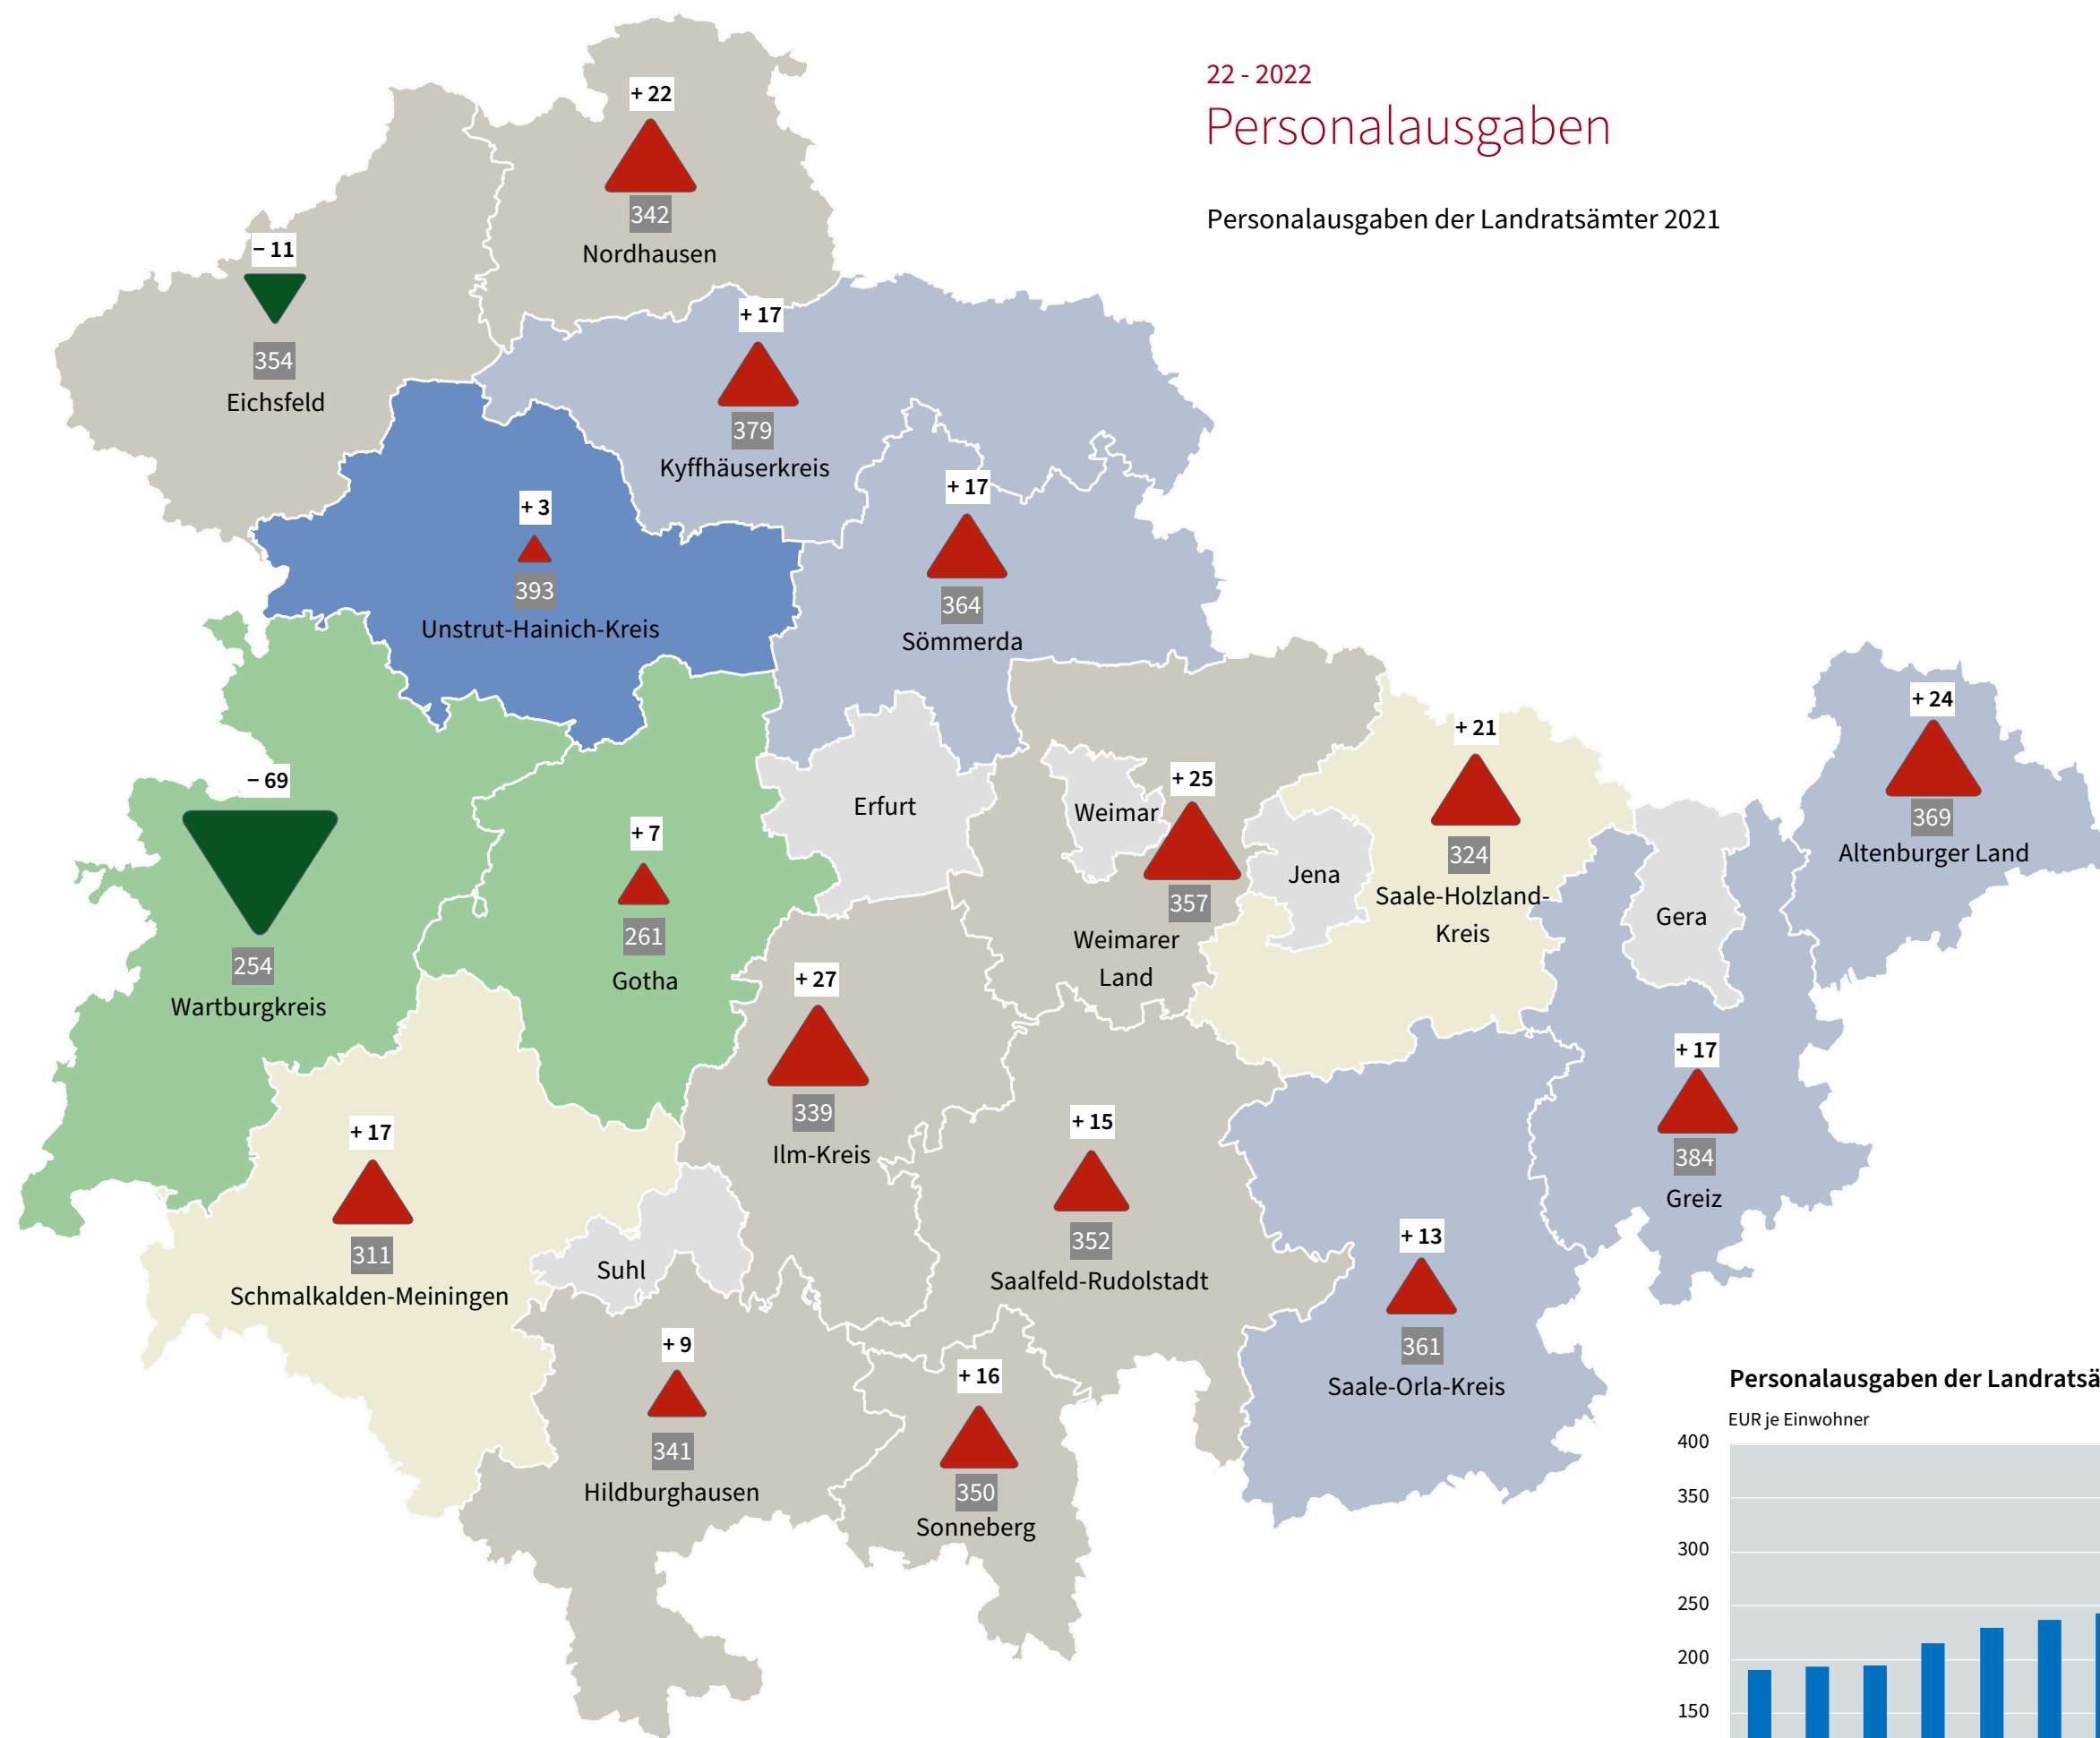 22 - 2022
Personalausgaben
Personalausgaben der Landratsämter 2021
+ 22
342
Nordhausen
− 11
354
Eichsfeld
+ 17
379
Kyffhäuserkreis
+ 3
393
Unstrut-Hainich-Kreis
+ 17
364
Sömmerda
− 69
254
Wartburgkreis
+ 7
261
Gotha
Erfurt
Weimar
+ 25
357
Weimarer
Land
Jena
+ 21
324
Saale-Holzland-
Kreis
Gera
+ 24
369
Altenburger Land
+ 27
339
Ilm-Kreis
+ 17
311
Schmalkalden-Meiningen
Suhl
+ 15
352
Saalfeld-Rudolstadt
+ 17
384
Greiz
+ 13
361
Saale-Orla-Kreis
+ 9
341
Hildburghausen
+ 16
350
Sonneberg
Personalausgaben der Landratsä
EUR je Einwohner
400
350
300
250
200
150